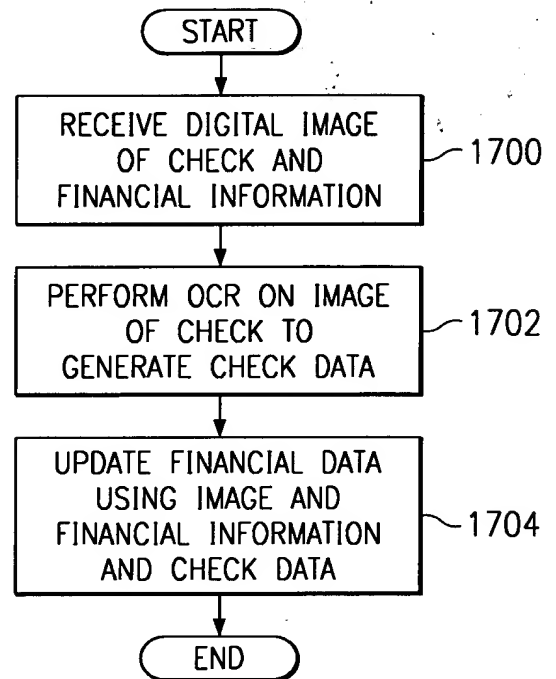 START
RECEIVE DIGITAL IMAGE
OF CHECK AND
FINANCIAL INFORMATION
1700
PERFORM OCR ON IMAGE
OF CHECK TO
GENERATE CHECK DATA
1702
UPDATE FINANCIAL DATA
USING IMAGE AND
FINANCIAL INFORMATION
AND CHECK DATA
1704
END